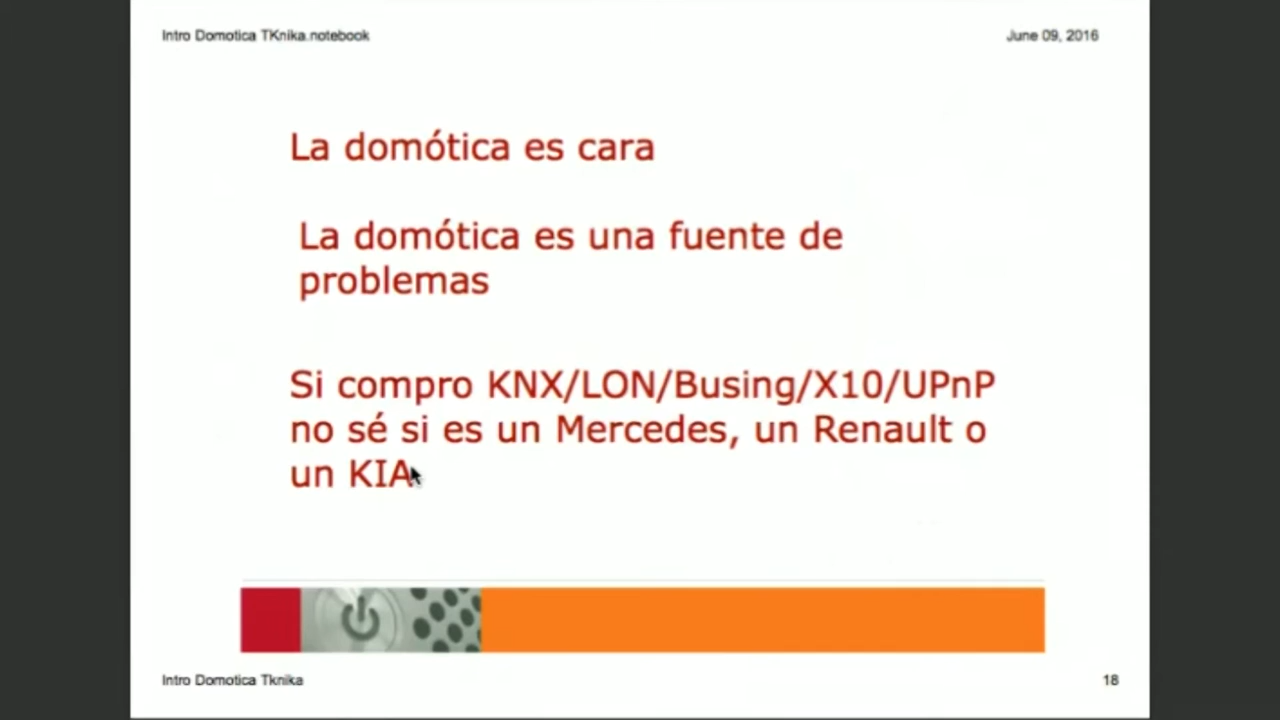 Intro Domotica TKnika.notebook
June 09, 2016
La domótica es cara
La domótica es una fuente de
problemas
Si compro KNX/LON/Busing/X10/UPnP
no sé si es un Mercedes, un Renault o
un KIA
Intro Domotica Tknika
18